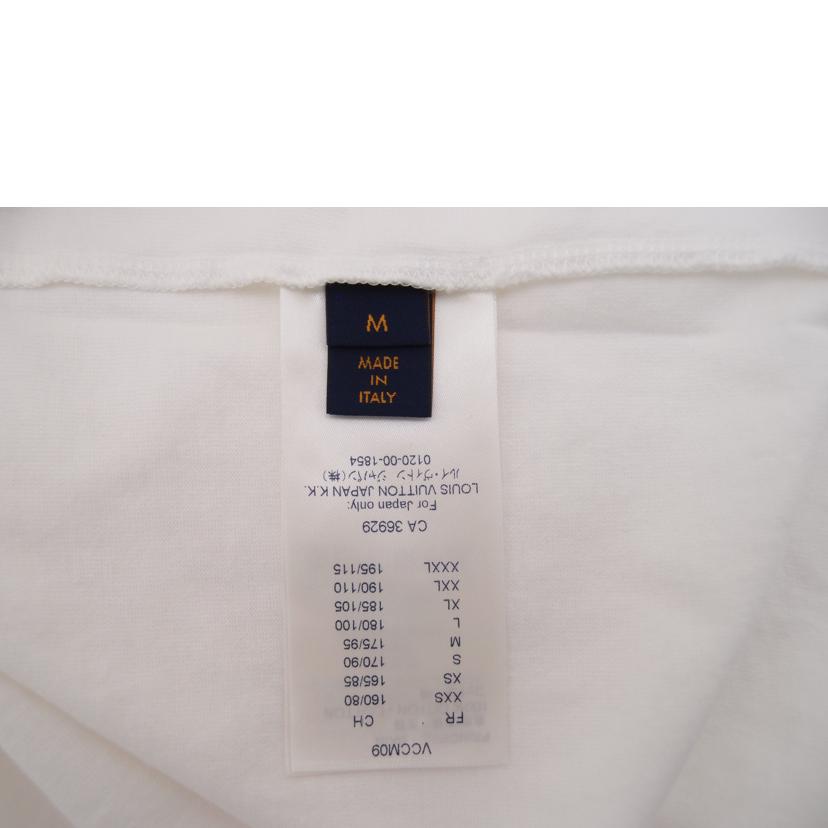 M
MADE
IN
ITALY
VCCM09
FR CH
XXS 160/80
XS 165/85
S 170/90
M 175/95
L 180/100
XL 185/105
XXL 190/110
XXXL 195/115
CA 36929
For Japan only:
LOUIS VUITTON JAPAN K.K.
ルイ・ヴィトン ジャパン(株)
0120-00-1854